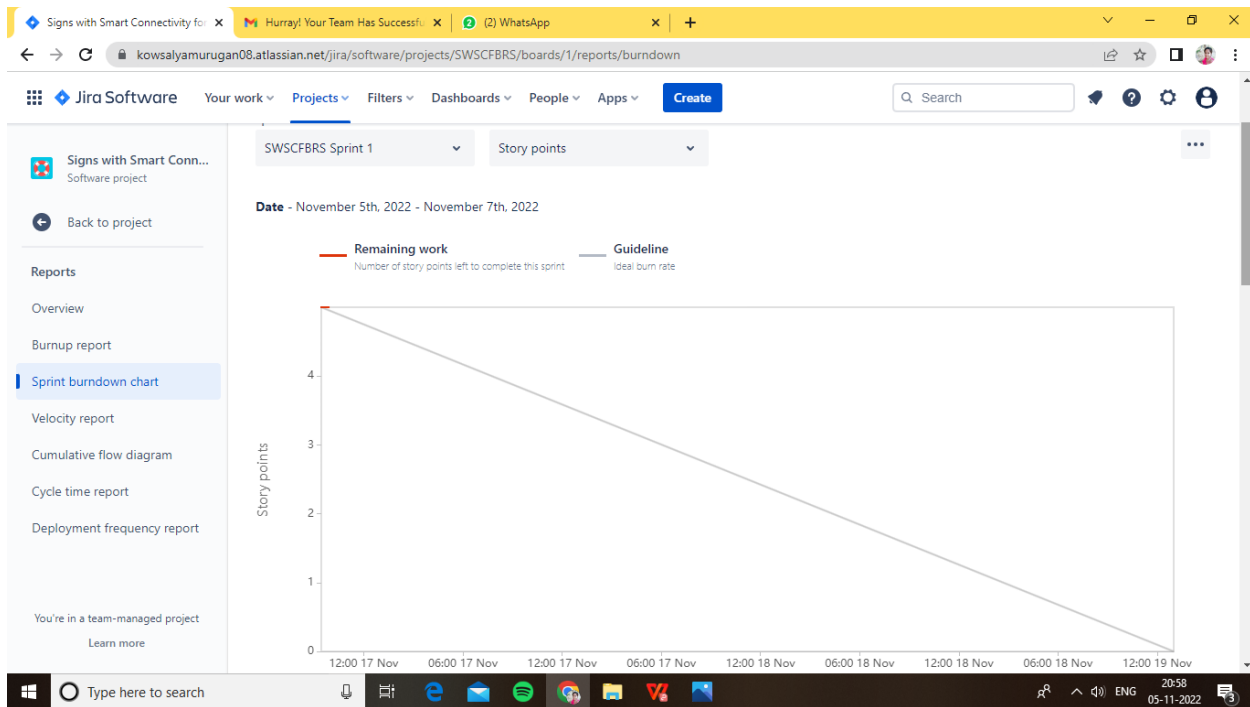 Signs with Smart Connectivity for
Hurray! Your Team Has Successfu
(2) WhatsApp
kowsalyamurugan08.atlassian.net/jira/software/projects/SWSCFBRS/boards/1/reports/burndown
Jira Software Your work Projects Filters Dashboards People Apps Create Search
Signs with Smart Conn...
Software project
Back to project
Reports
Overview
Burnup report
Sprint burndown chart
Velocity report
Cumulative flow diagram
Cycle time report
Deployment frequency report
You're in a team-managed project
Learn more
SWSCFBRS Sprint 1 Story points
Date - November 5th, 2022 - November 7th, 2022
Remaining work
Number of story points left to complete this sprint
Guideline
Ideal burn rate
Story points
4
3
2
1
0
12:00 17 Nov 06:00 17 Nov 12:00 17 Nov 06:00 17 Nov 12:00 18 Nov 06:00 18 Nov 12:00 18 Nov 06:00 18 Nov 12:00 19 Nov
Type here to search
ENG
20:58
05-11-2022
3